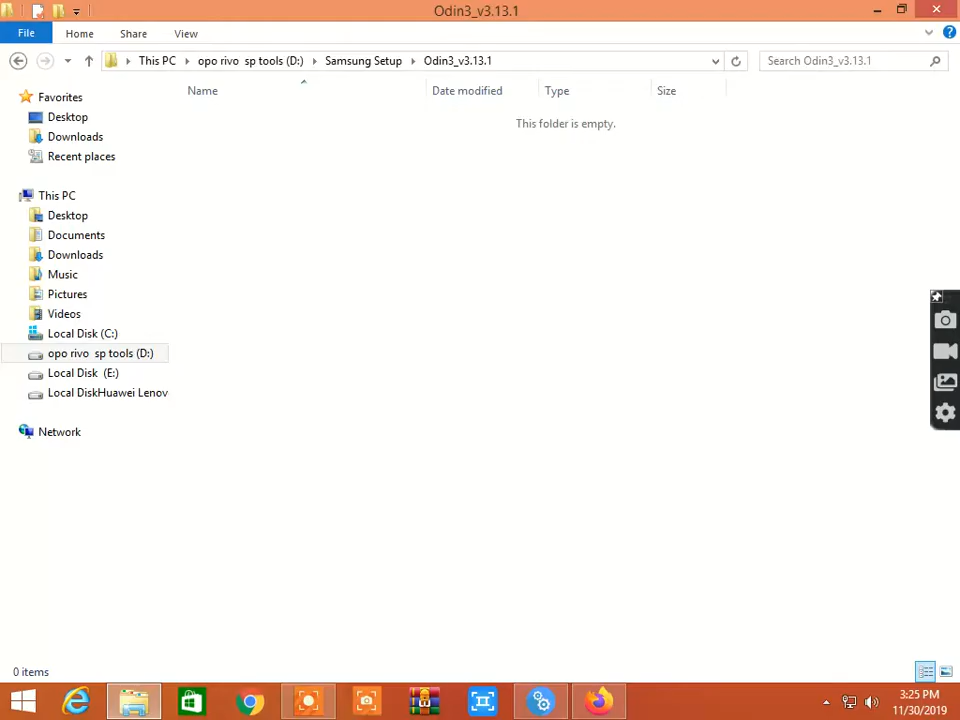 Odin3_v3.13.1
File Home Share View
This PC opo rivo sp tools (D:) Samsung Setup Odin3_v3.13.1
Search Odin3_v3.13.1
Name Date modified Type Size
This folder is empty.
Favorites
Desktop
Downloads
Recent places
This PC
Desktop
Documents
Downloads
Music
Pictures
Videos
Local Disk (C:)
opo rivo sp tools (D:)
Local Disk (E:)
Local DiskHuawei Lenov
Network
0 items
3:25 PM
11/30/2019